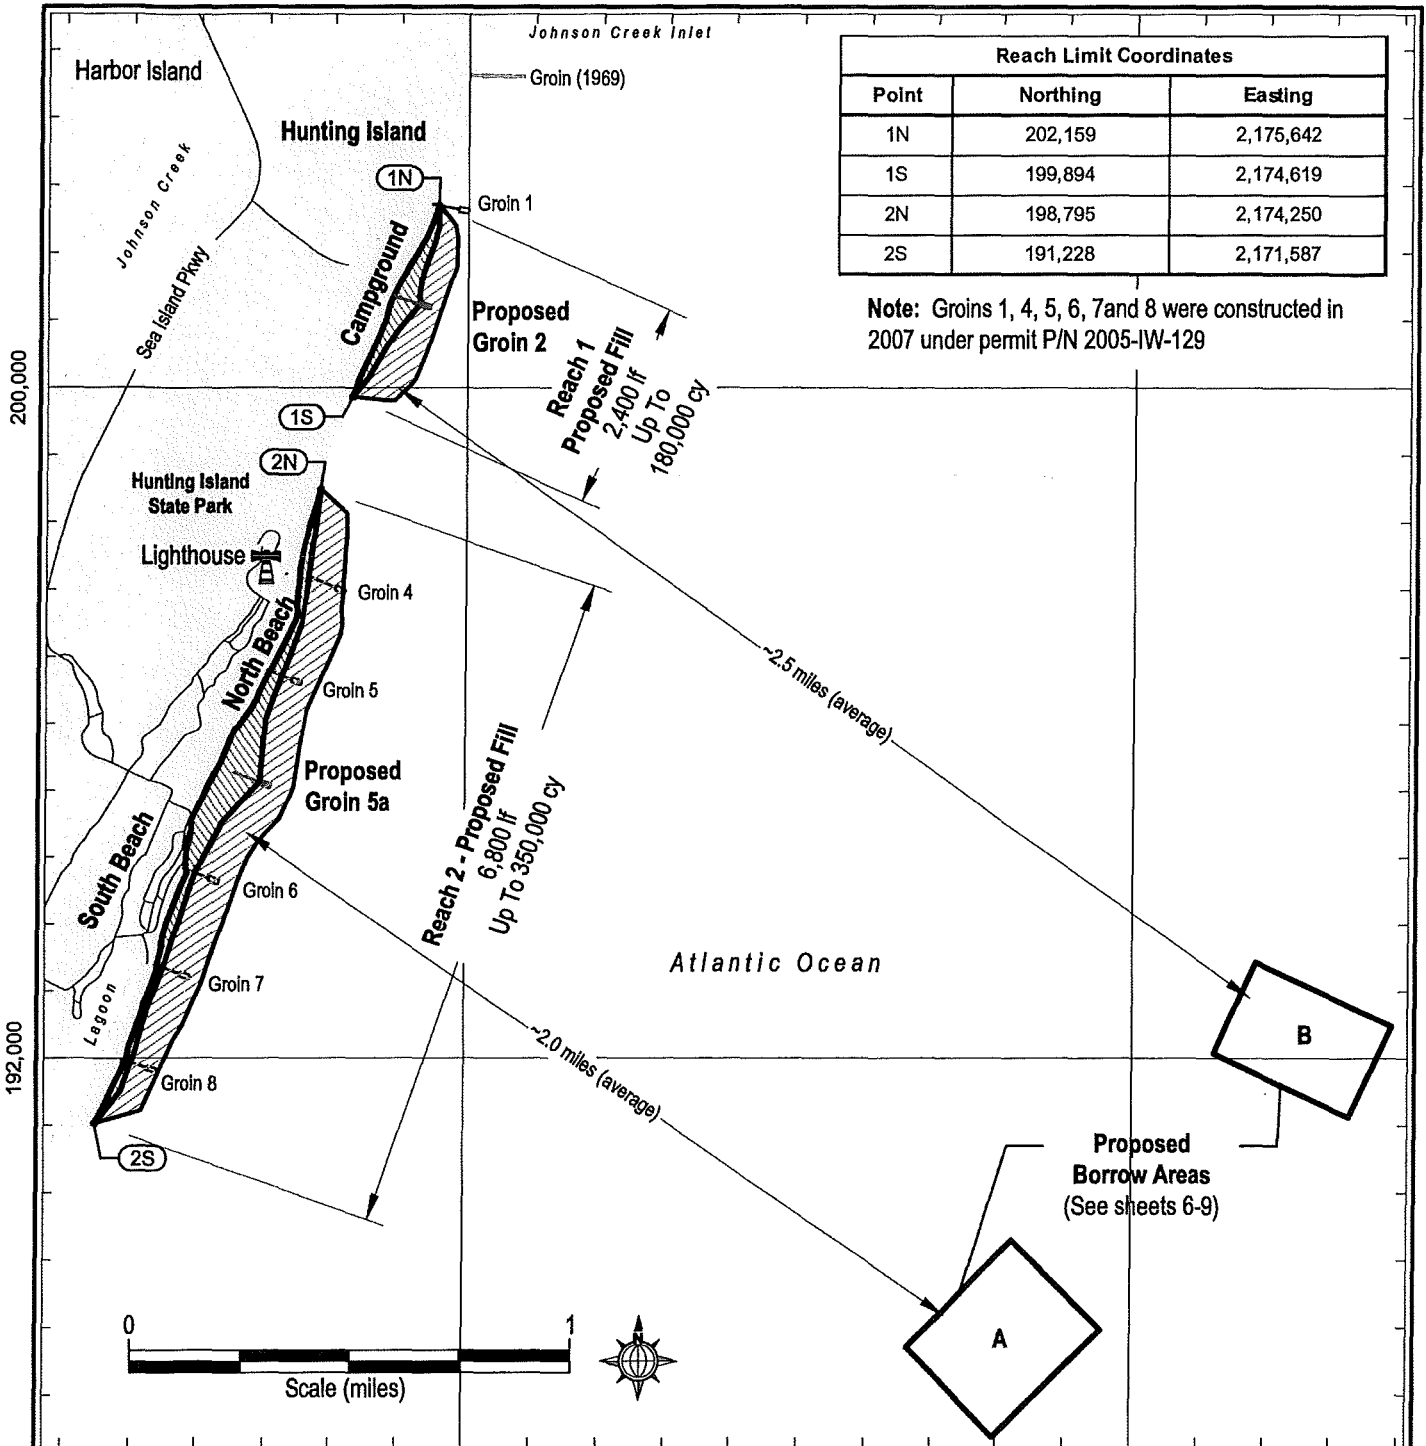 Johnson Creek Inlet
Harbor Island
Groin (1969)
Hunting Island
Reach Limit Coordinates
Point Northing Easting
1N 202,159 2,175,642
1S 199,894 2,174,619
2N 198,795 2,174,250
2S 191,228 2,171,587
Note: Groins 1, 4, 5, 6, 7and 8 were constructed in
2007 under permit P/N 2005-IW-129
Johnson Creek
Sea Island Pkwy
1N
Groin 1
Campground
Proposed
Groin 2
Reach 1
Proposed Fill
2,400 lf
Up To
180,000 cy
200,000
1S
2N
Hunting Island
State Park
Lighthouse
Groin 4
North Beach
Groin 5
~2.5 miles (average)
Proposed
Groin 5a
Reach 2 - Proposed Fill
6,800 lf
Up To 350,000 cy
South Beach
Groin 6
Atlantic Ocean
Groin 7
Lagoon
192,000
~2.0 miles (average)
Groin 8
2S
B
Proposed
Borrow Areas
(See sheets 6-9)
A
0 1
Scale (miles)
N